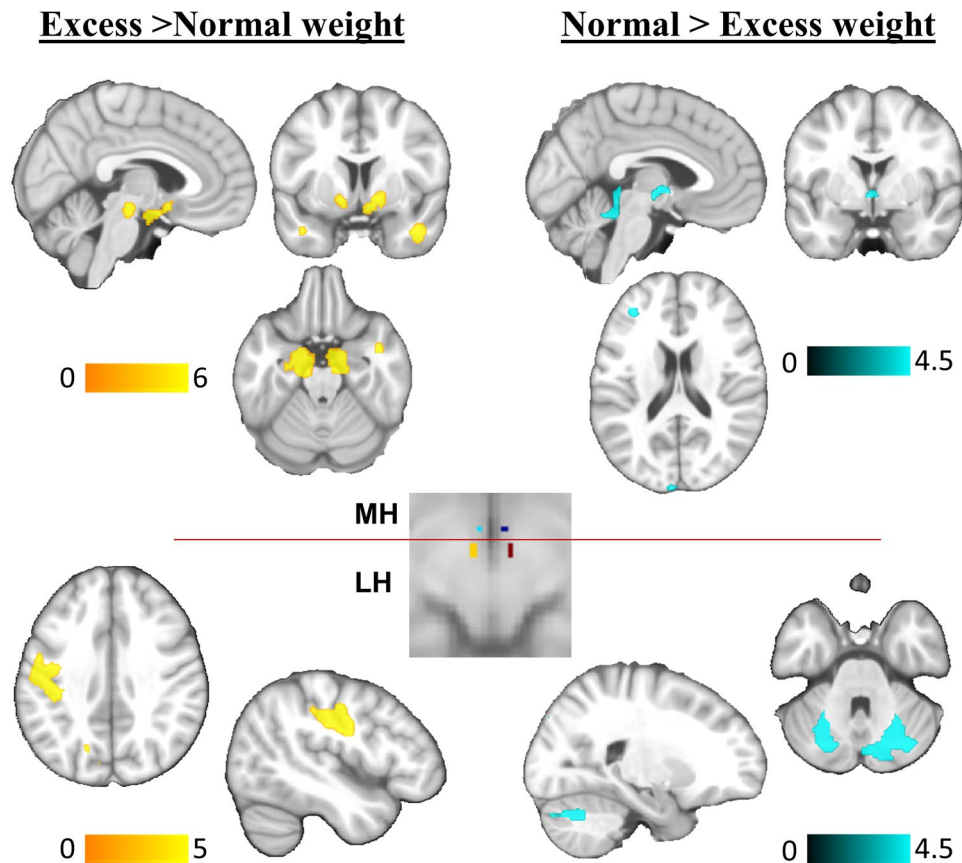 Excess >Normal weight
Normal > Excess weight
0 6
0 4.5
MH
LH
0 5
0 4.5